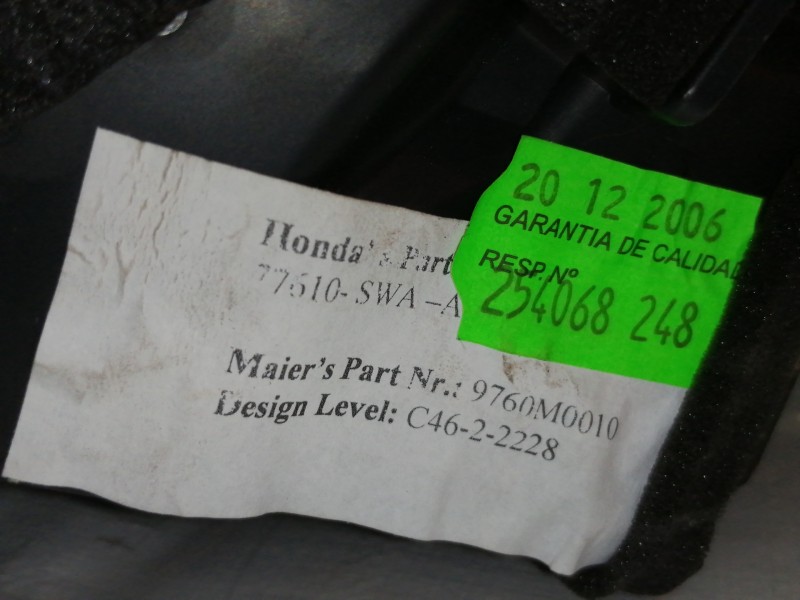 Honda's Part
77610-SWA-A
Maier's Part Nr.: 9760M0010
Design Level: C46-2-2228
20 12 2006
GARANTIA DE CALIDAD
RESP. Nº
254068 248